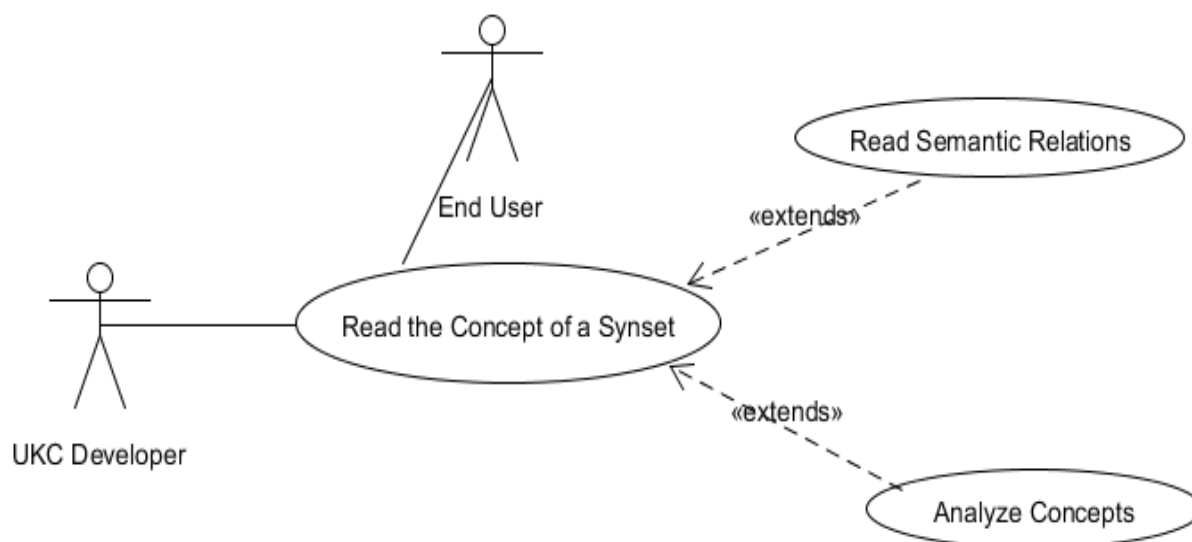 Read Semantic Relations
End User
«extends»
Read the Concept of a Synset
«extends»
UKC Developer
Analyze Concepts